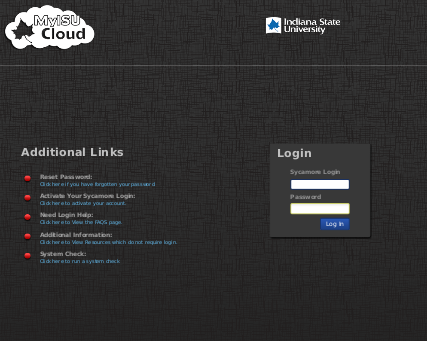 MyISU
Cloud
Indiana State
University
Additional Links
Reset Password:
Click here if you have forgotten your password.
Activate Your Sycamore Login:
Click here to activate your account.
Need Login Help:
Click here to View the FAQS page
Additional Information:
Click here to View Resources which do not require login.
System Check:
Click here to run a system check
Login
Sycamore Login
Password
Log In